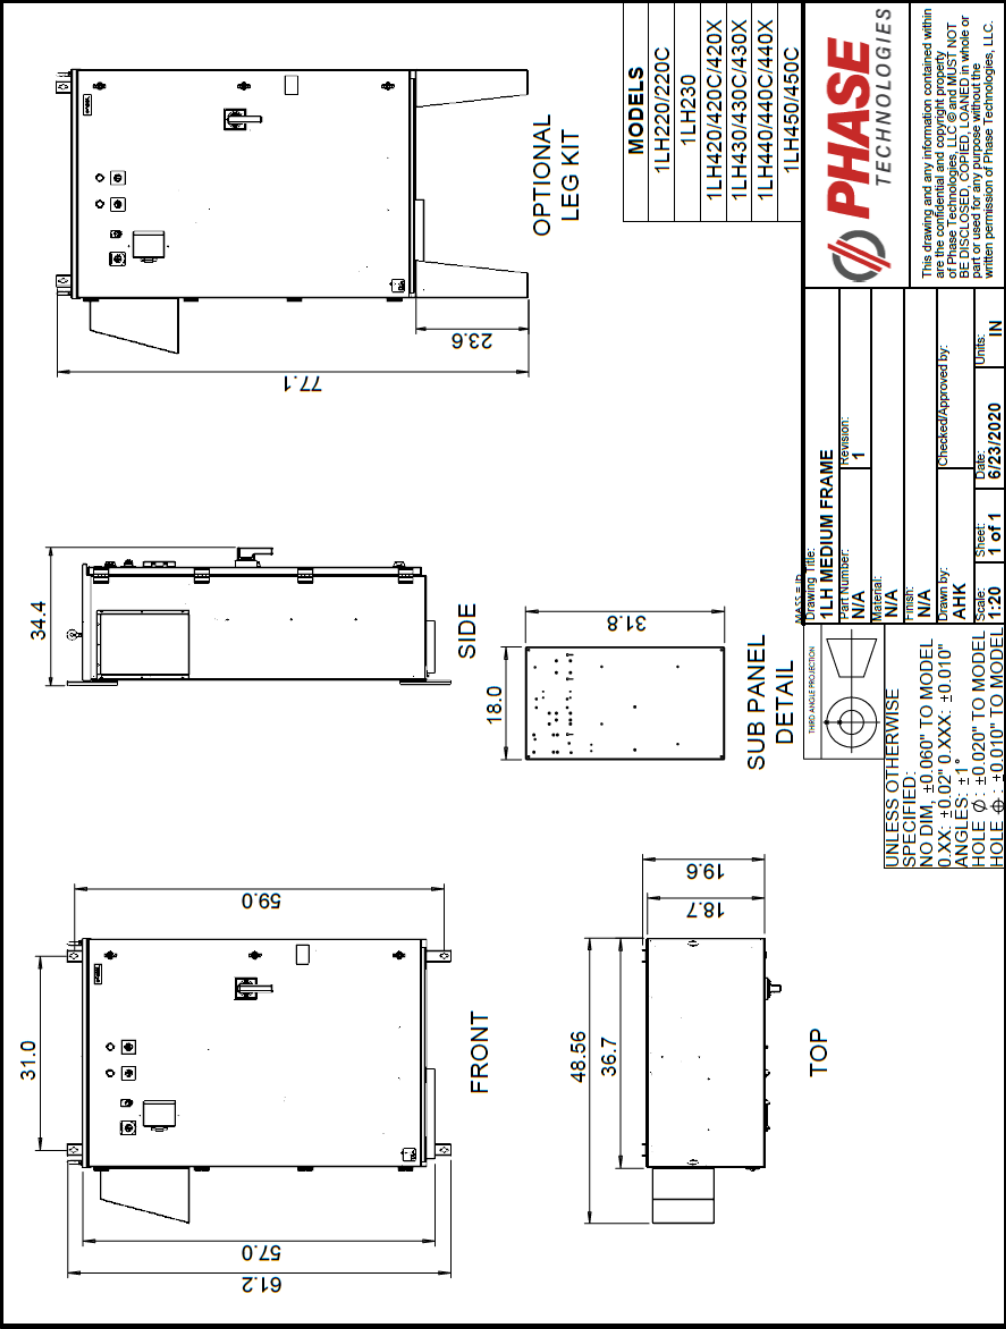 31.0
59.0
57.0
61.2
FRONT
34.4
SIDE
77.1
23.6
OPTIONAL
LEG KIT
48.56
36.7
19.6
18.7
TOP
18.0
31.8
SUB PANEL
DETAIL
MODELS
1LH220/220C
1LH230
1LH420/420C/420X
1LH430/430C/430X
1LH440/440C/440X
1LH450/450C
UNLESS OTHERWISE
SPECIFIED:
NO DIM, ±0.060" TO MODEL
0.XX: ±0.02" 0.XXX: ±0.010"
ANGLES: ±1°
HOLE ∅: ±0.020" TO MODEL
HOLE ⌖: ±0.010" TO MODEL
THIRD ANGLE PROJECTION
Drawing Title:
1LH MEDIUM FRAME
Part Number:
N/A
Revision:
1
Material:
N/A
Finish:
N/A
Drawn by:
AHK
Checked/Approved by:
Scale:
1:20
Sheet:
1 of 1
Date:
6/23/2020
Units:
IN
PHASE
TECHNOLOGIES
This drawing and any information contained within
are the confidential and copyright property
of Phase Technologies, LLC © and MUST NOT
BE DISCLOSED, COPIED, LOANED in whole or
part or used for any purpose without the
written permission of Phase Technologies, LLC.